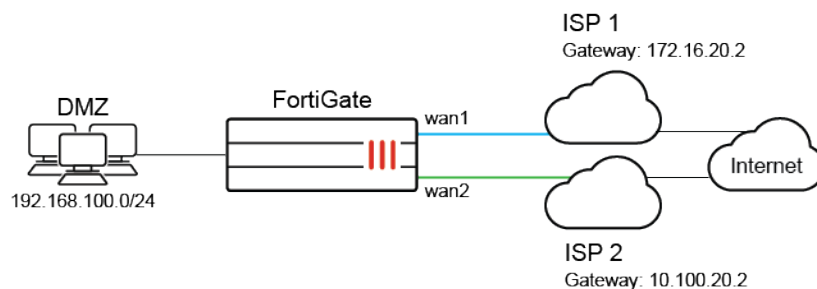 ISP 1
Gateway: 172.16.20.2
FortiGate
DMZ
wan1
Internet
192.168.100.0/24
wan2
ISP 2
Gateway: 10.100.20.2